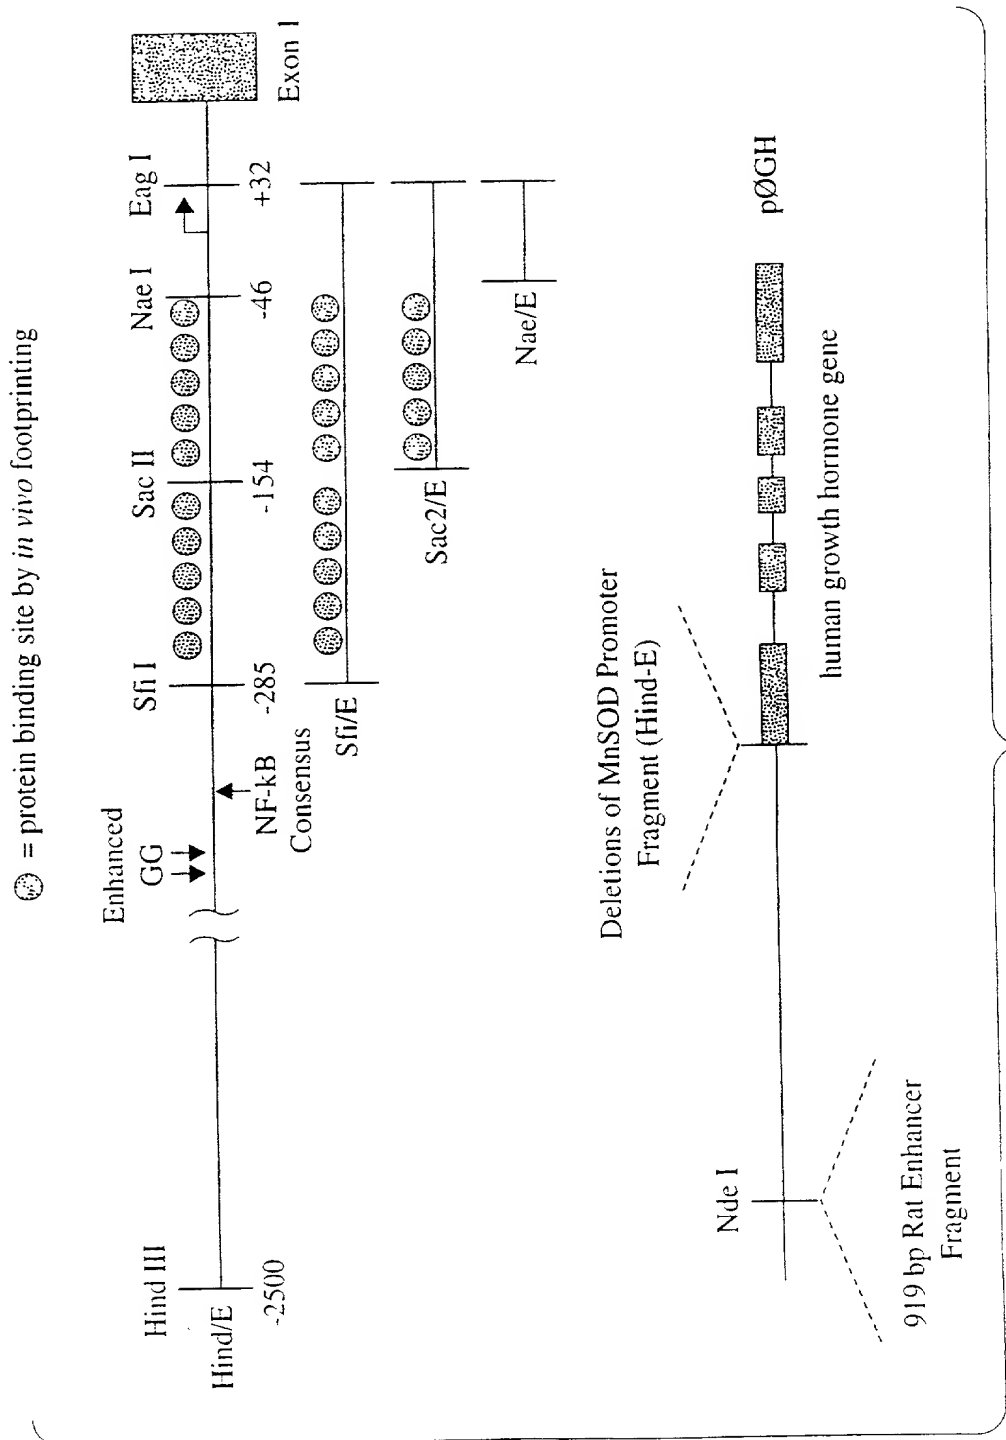 = protein binding site by in vivo footprinting
Enhanced
GG
Hind III
Sfi I
Sac II
Nae I
Eag I
Hind/E
-2500
NF-kB
Consensus
-285
-154
-46
+32
Exon 1
Sfi/E
Sac2/E
Nae/E
Deletions of MnSOD Promoter
Fragment (Hind-E)
Nde I
pØGH
human growth hormone gene
919 bp Rat Enhancer
Fragment